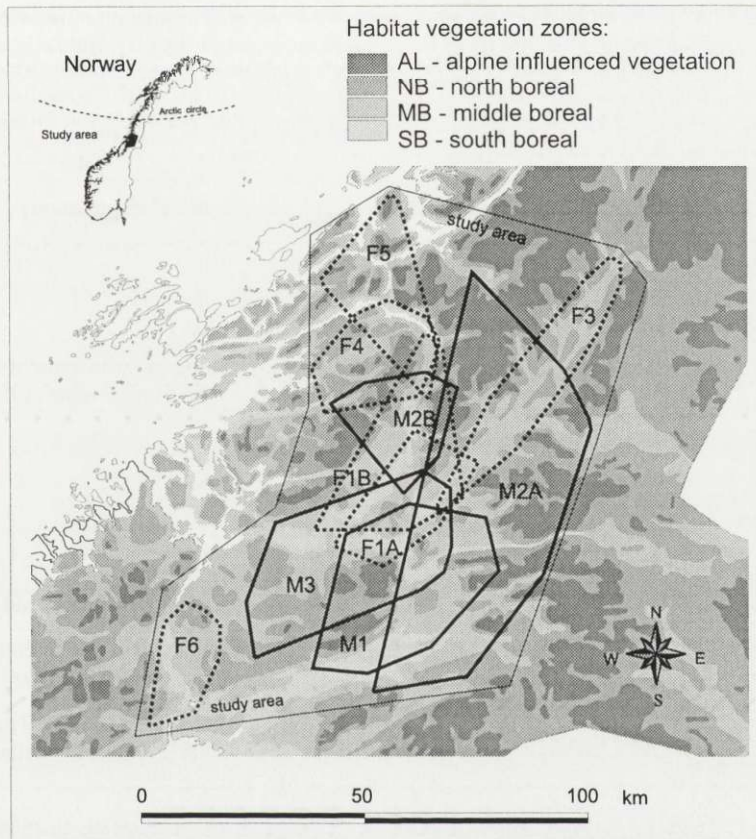 Habitat vegetation zones:
AL - alpine influenced vegetation
NB - north boreal
MB - middle boreal
SB - south boreal
Norway
Arctic circle
Study area
study area
F5
F3
F4
M2B
F1B
M2A
F1A
M3
M1
F6
study area
N
W E
S
0 50 100 km